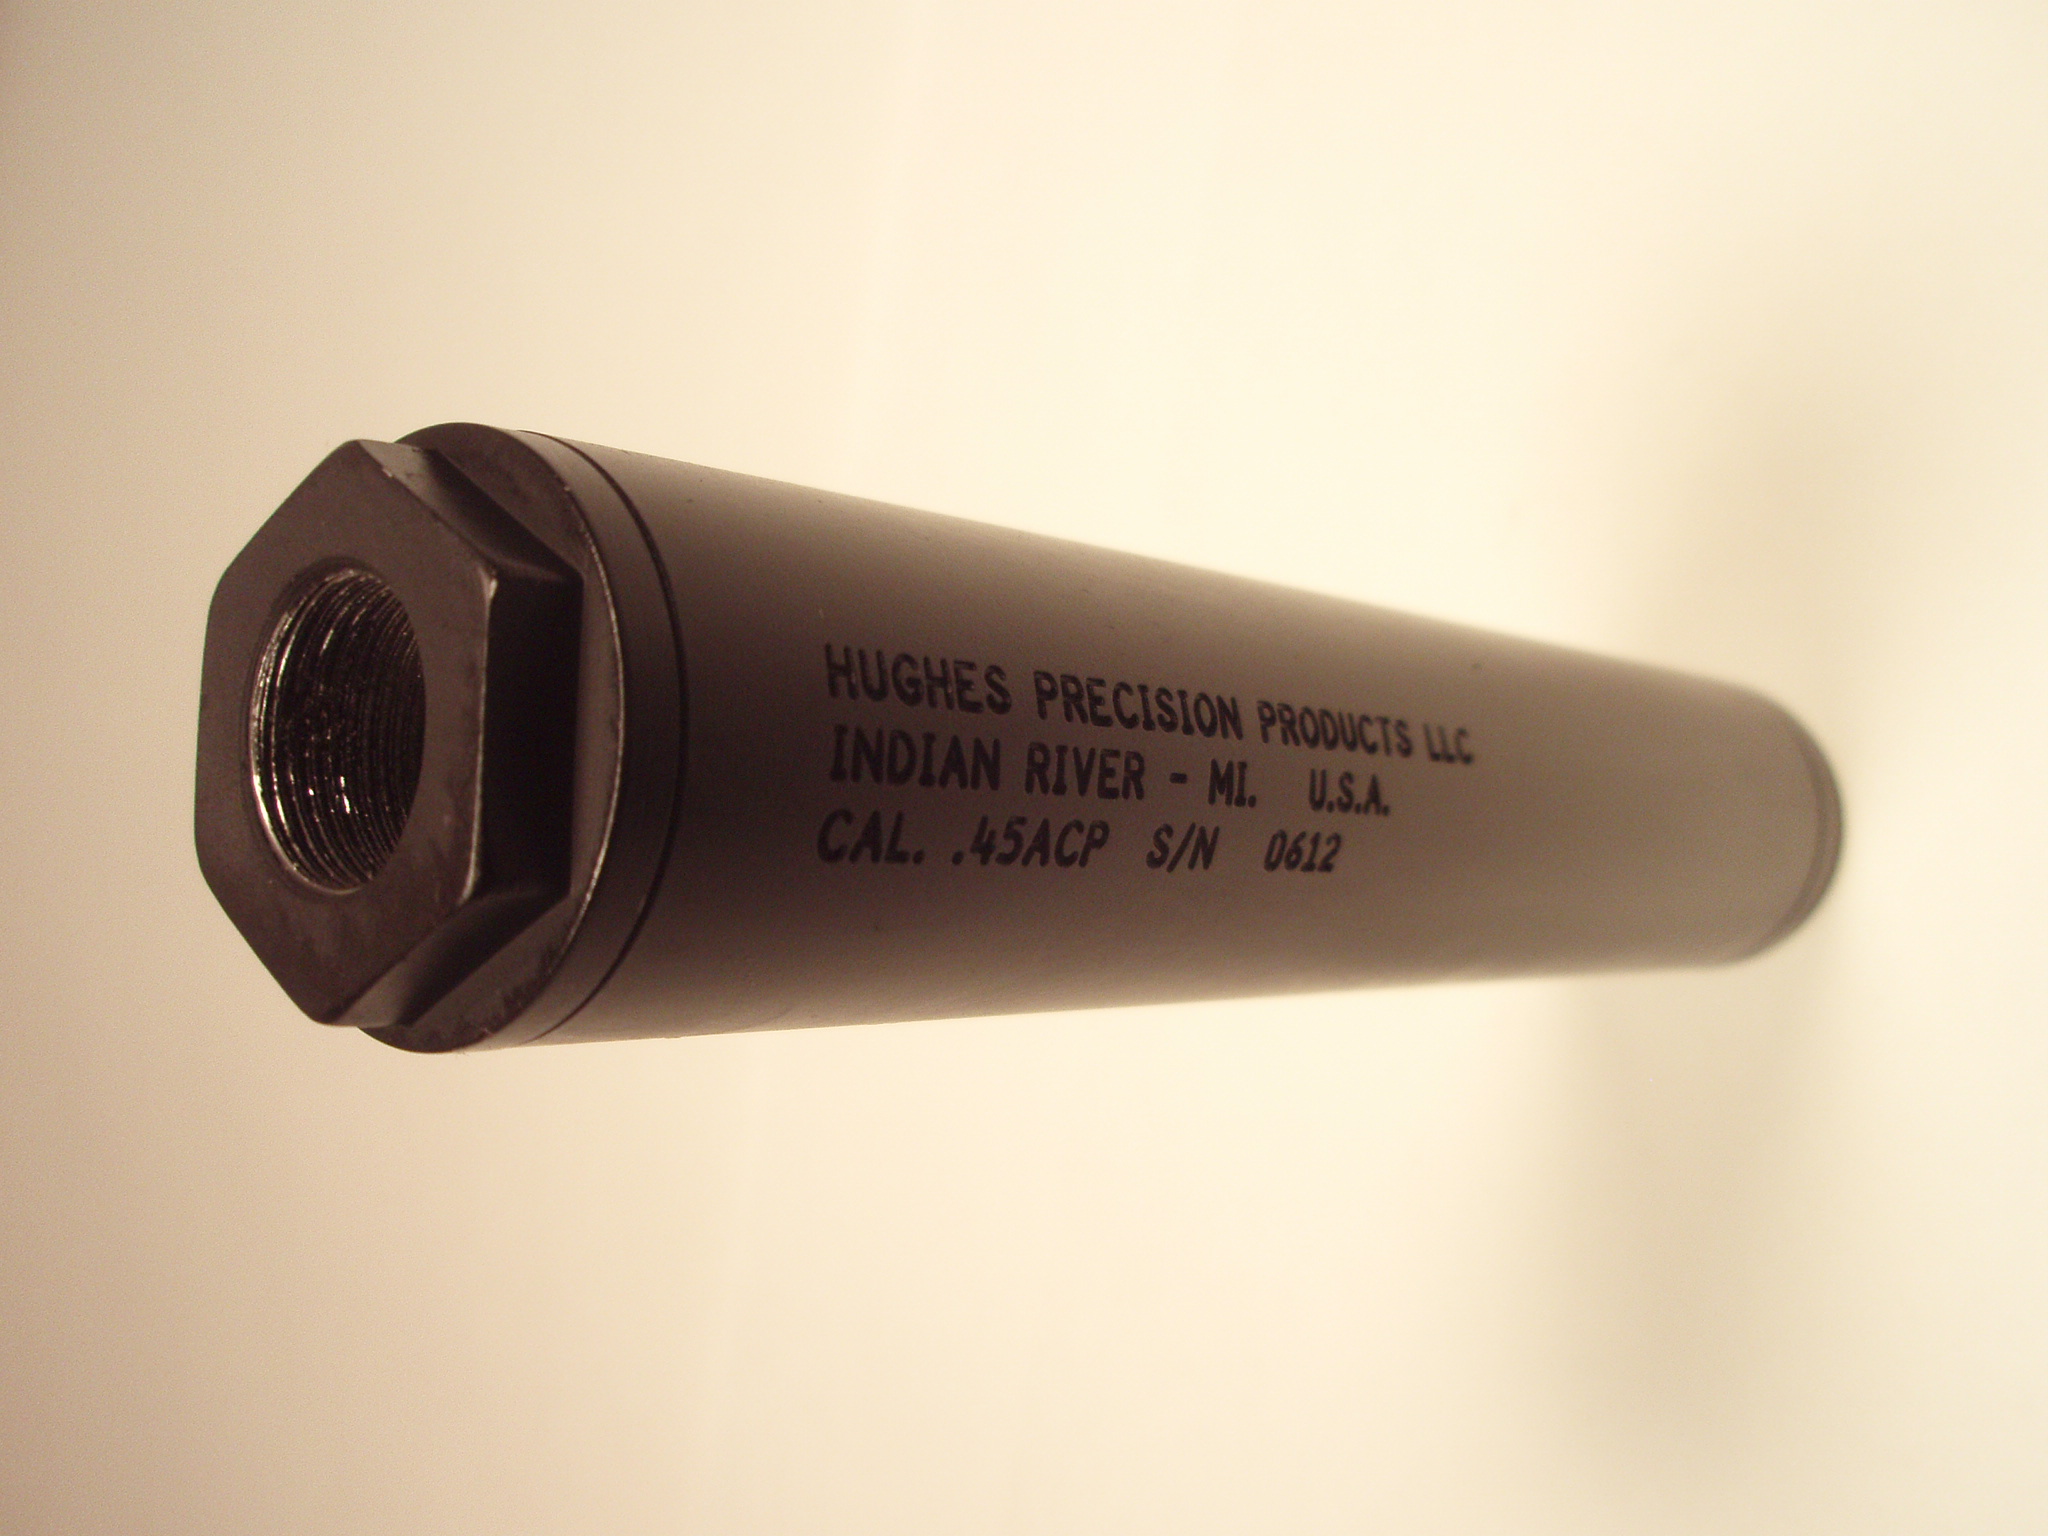 HUGHES PRECISION PRODUCTS LLC
INDIAN RIVER - MI. U.S.A.
CAL. .45ACP S/N 0612